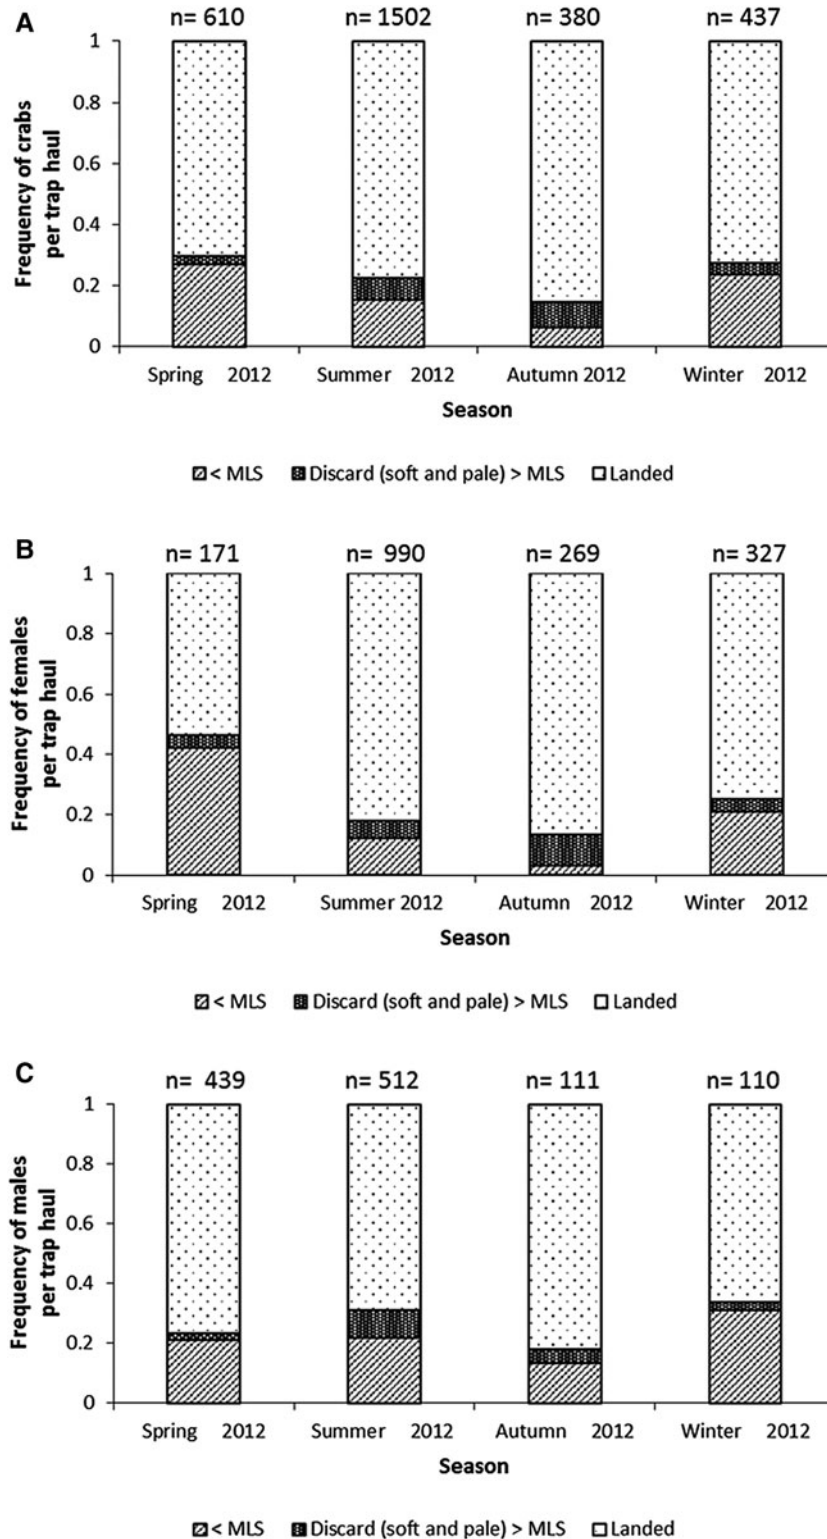 A
n= 610 n= 1502 n= 380 n= 437
1
0.8
0.6
0.4
0.2
0
Frequency of crabs
per trap haul
Spring 2012 Summer 2012 Autumn 2012 Winter 2012
Season
< MLS Discard (soft and pale) > MLS Landed
B
n= 171 n= 990 n= 269 n= 327
1
0.8
0.6
0.4
0.2
0
Frequency of females
per trap haul
Spring 2012 Summer 2012 Autumn 2012 Winter 2012
Season
< MLS Discard (soft and pale) > MLS Landed
C
n= 439 n= 512 n= 111 n= 110
1
0.8
0.6
0.4
0.2
0
Frequency of males
per trap haul
Spring 2012 Summer 2012 Autumn 2012 Winter 2012
Season
< MLS Discard (soft and pale) > MLS Landed